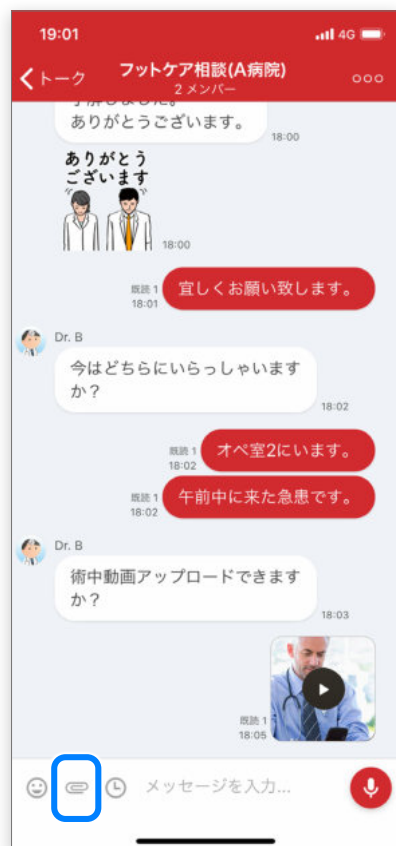 19:01
4G
トーク
フットケア相談(A病院)
2 メンバー
了解しました。
ありがとうございます。
18:00
ありがとう
ございます
18:00
既読 1
18:01
宜しくお願い致します。
Dr. B
今はどちらにいらっしゃいます
か？
18:02
既読 1
18:02
オペ室2にいます。
既読 1
18:02
午前中に来た急患です。
Dr. B
術中動画アップロードできます
か？
18:03
既読 1
18:05
メッセージを入力...